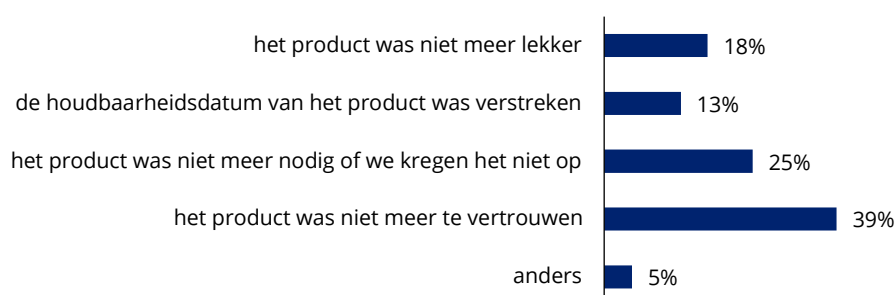 het product was niet meer lekker 18%
de houdbaarheidsdatum van het product was verstreken 13%
het product was niet meer nodig of we kregen het niet op 25%
het product was niet meer te vertrouwen 39%
anders 5%